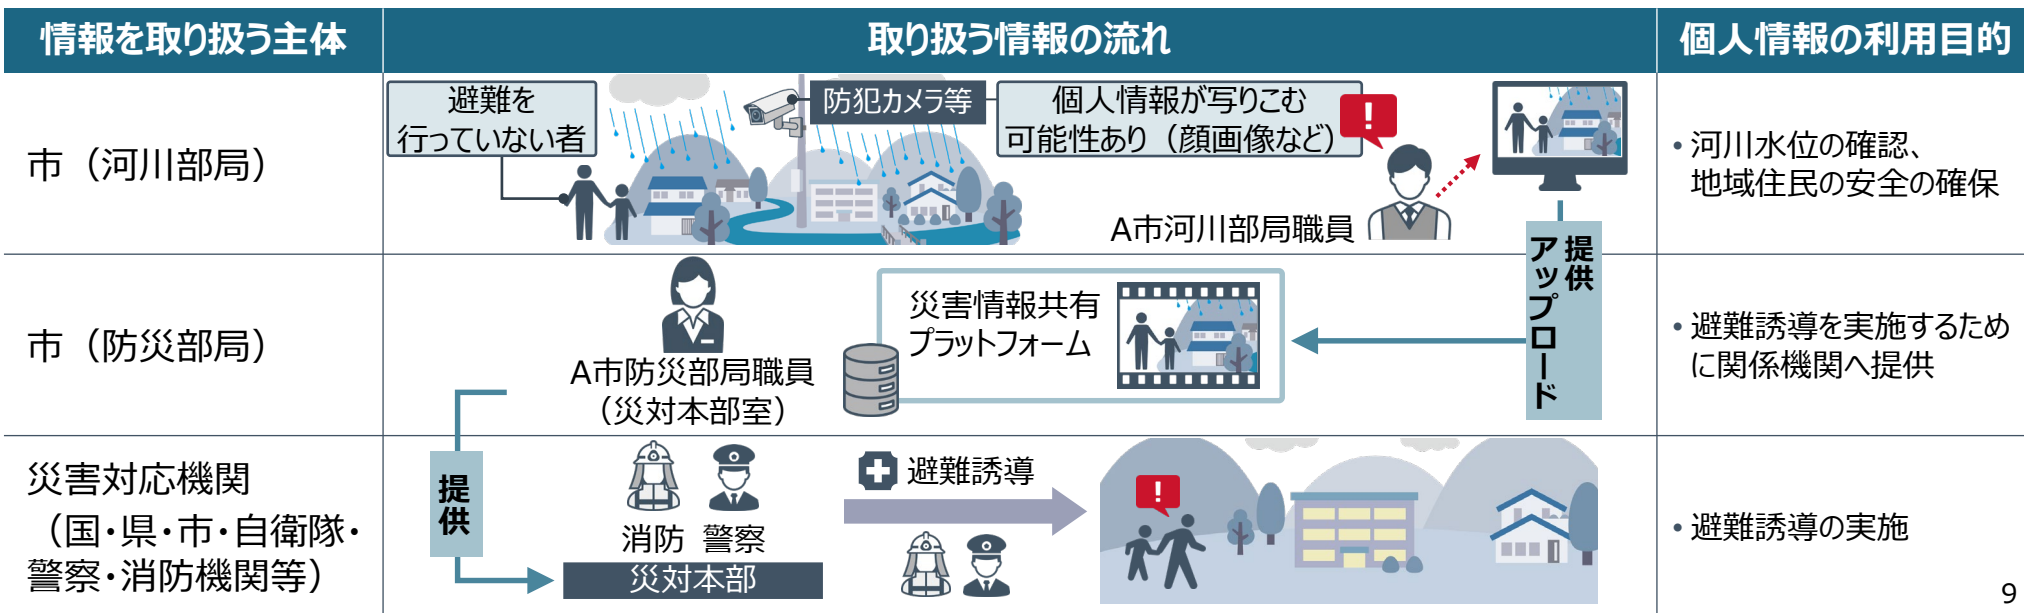 情報を取り扱う主体
取り扱う情報の流れ
個人情報の利用目的
市（河川部局）
避難を
行っていない者
防犯カメラ等
個人情報が写りこむ
可能性あり（顔画像など）
!
A市河川部局職員
• 河川水位の確認、
地域住民の安全の確保
提供
アップロード
市（防災部局）
A市防災部局職員
（災対本部室）
災害情報共有
プラットフォーム
• 避難誘導を実施するため
に関係機関へ提供
災害対応機関
（国・県・市・自衛隊・
警察・消防機関等）
提供
消防 警察
災対本部
避難誘導
!
• 避難誘導の実施
9